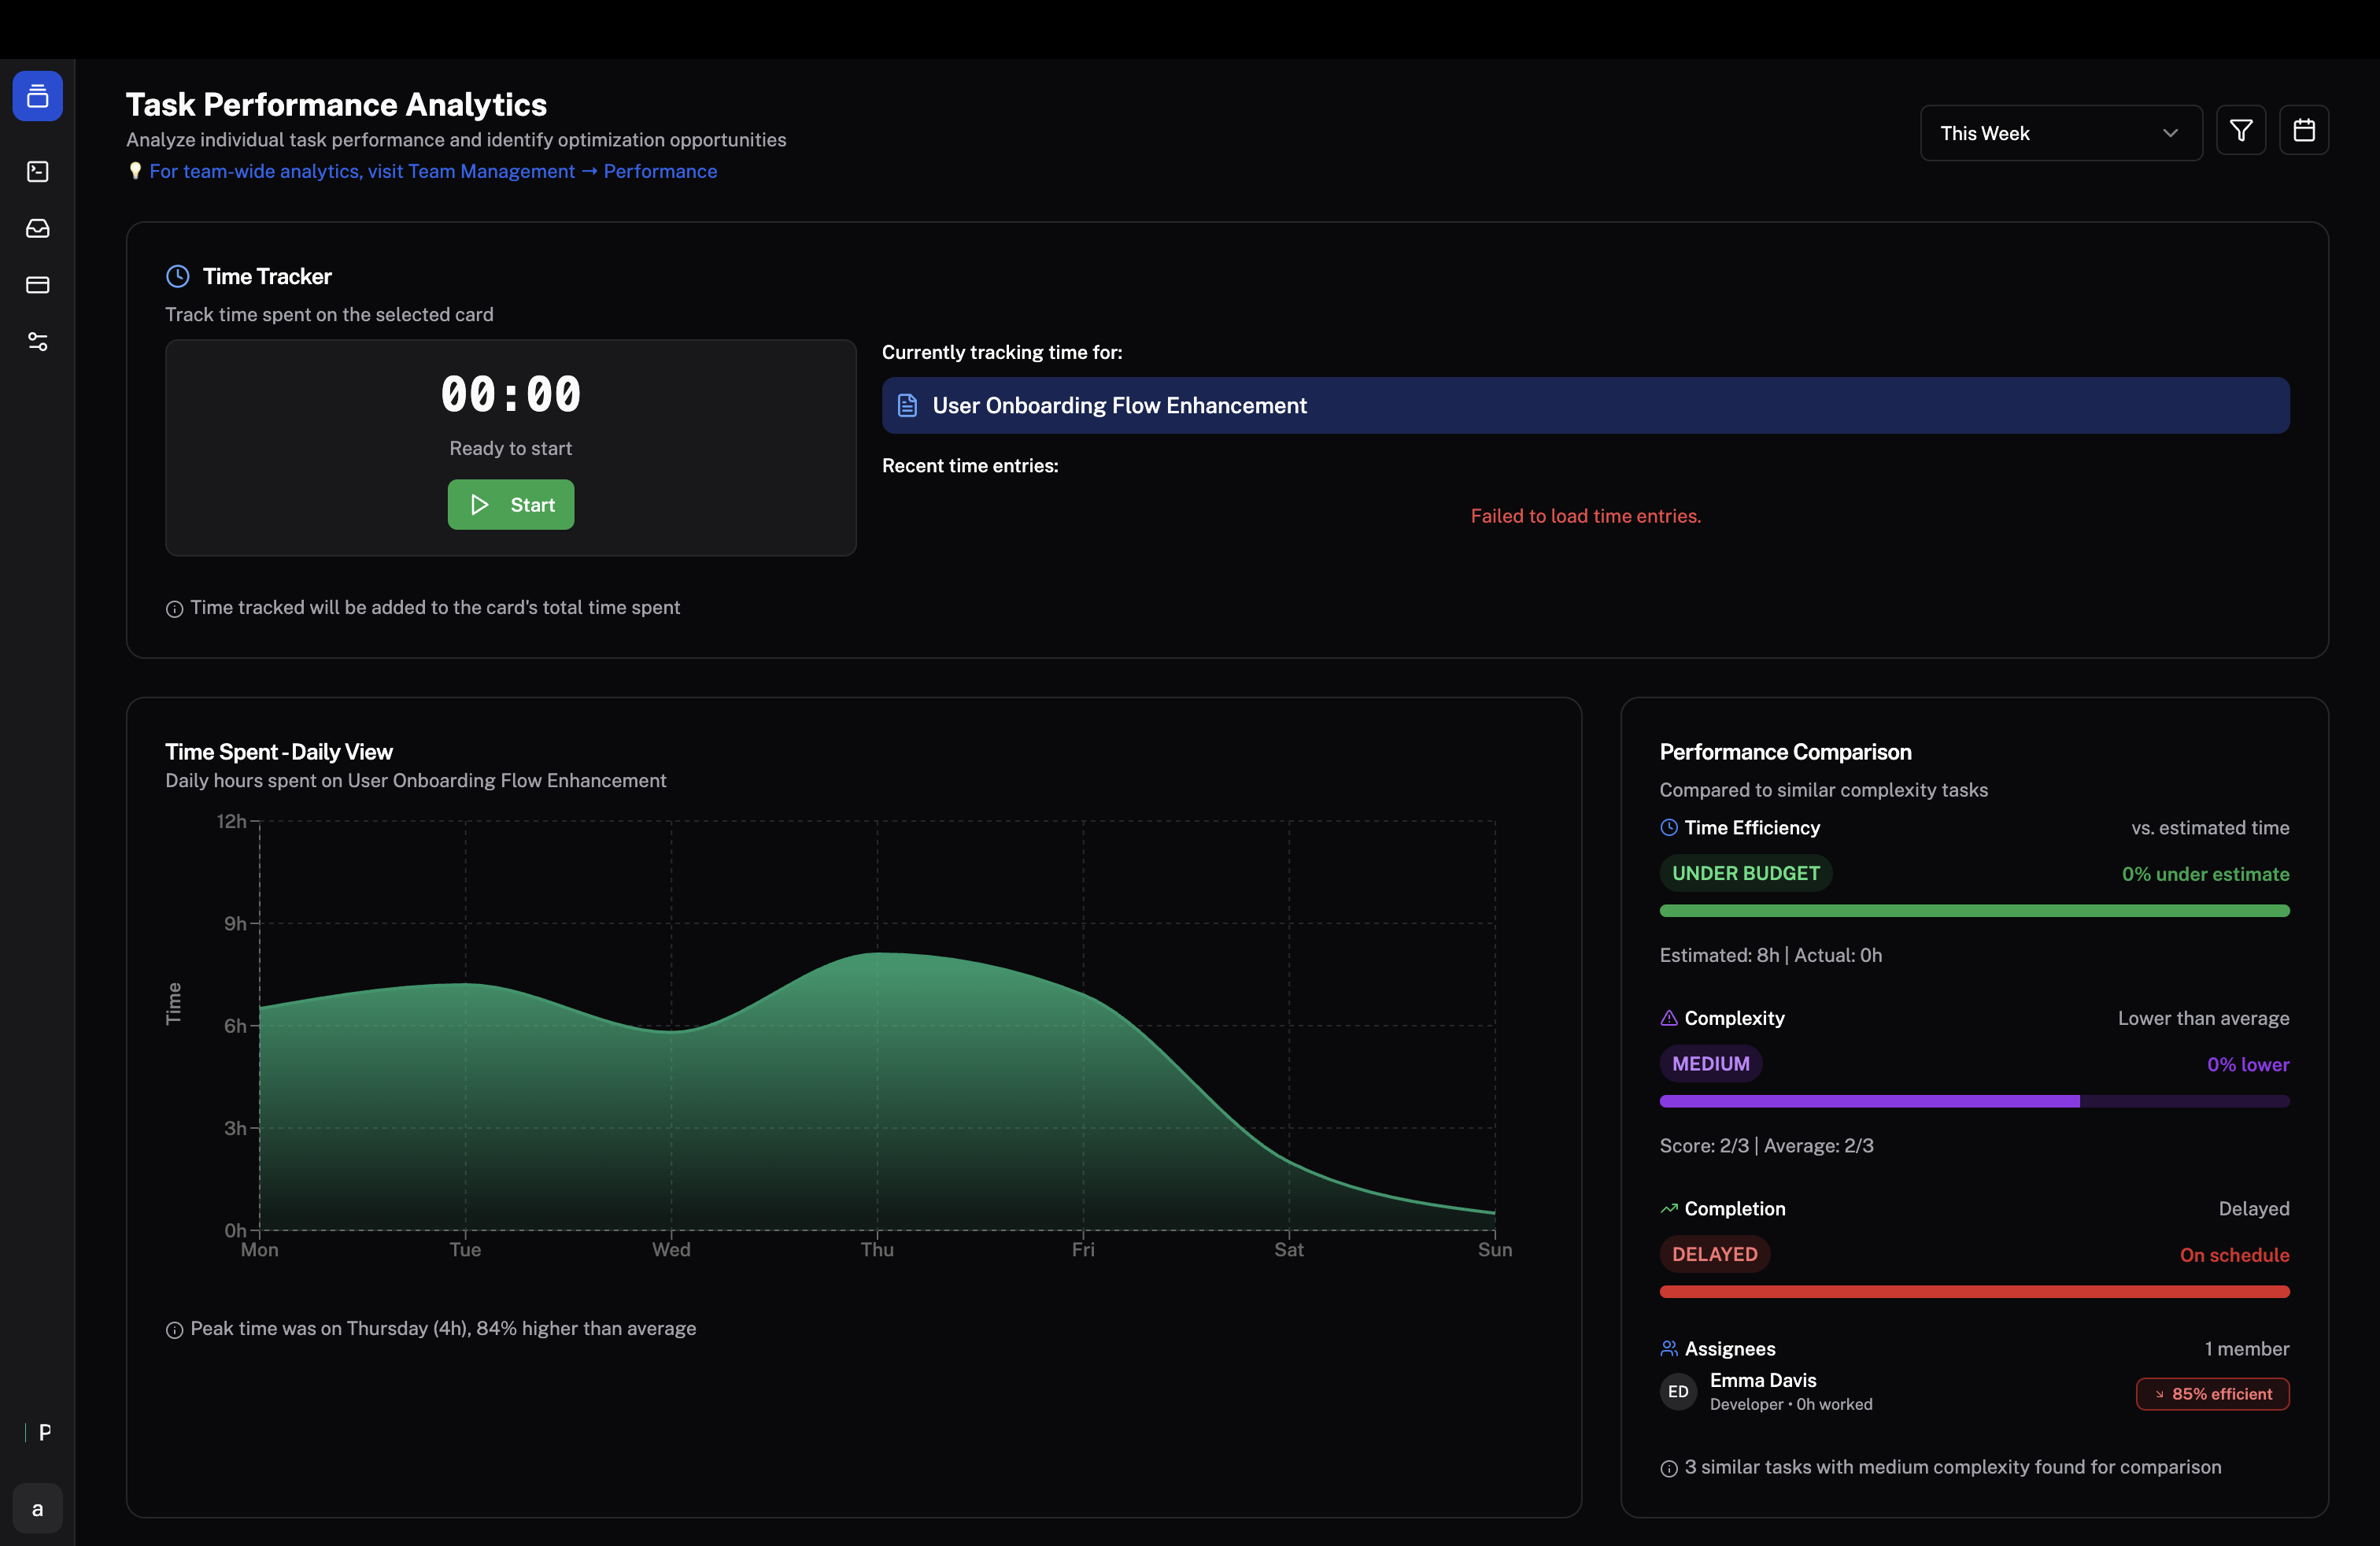 Task Performance Analytics
Analyze individual task performance and identify optimization opportunities
💡 For team-wide analytics, visit Team Management → Performance
This Week
Time Tracker
Track time spent on the selected card
00:00
Ready to start
Start
Currently tracking time for:
User Onboarding Flow Enhancement
Recent time entries:
Failed to load time entries.
Time tracked will be added to the card's total time spent
Time Spent - Daily View
Daily hours spent on User Onboarding Flow Enhancement
12h
9h
6h
3h
0h
Time
Mon Tue Wed Thu Fri Sat Sun
Peak time was on Thursday (4h), 84% higher than average
Performance Comparison
Compared to similar complexity tasks
Time Efficiency vs. estimated time
UNDER BUDGET 0% under estimate
Estimated: 8h | Actual: 0h
Complexity Lower than average
MEDIUM 0% lower
Score: 2/3 | Average: 2/3
Completion Delayed
DELAYED On schedule
Assignees 1 member
ED
Emma Davis
Developer • 0h worked
85% efficient
3 similar tasks with medium complexity found for comparison
P
a